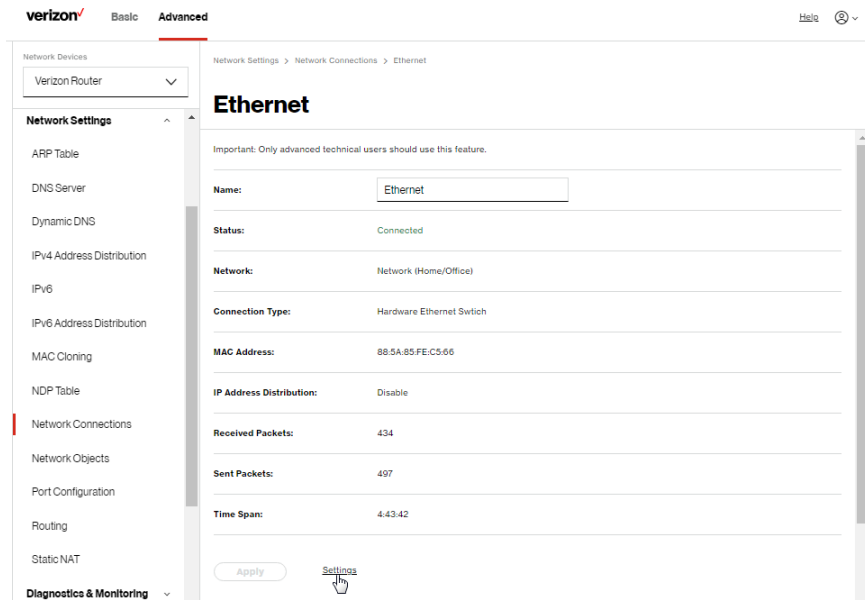 verizon✓ Basic Advanced Help
Network Devices
Verizon Router
Network Settings
ARP Table
DNS Server
Dynamic DNS
IPv4 Address Distribution
IPv6
IPv6 Address Distribution
MAC Cloning
NDP Table
Network Connections
Network Objects
Port Configuration
Routing
Static NAT
Diagnostics & Monitoring
Network Settings > Network Connections > Ethernet
Ethernet
Important: Only advanced technical users should use this feature.
Name: Ethernet
Status: Connected
Network: Network (Home/Office)
Connection Type: Hardware Ethernet Swtich
MAC Address: 88:5A:85:FE:C5:66
IP Address Distribution: Disable
Received Packets: 434
Sent Packets: 497
Time Span: 4:43:42
Apply Settings